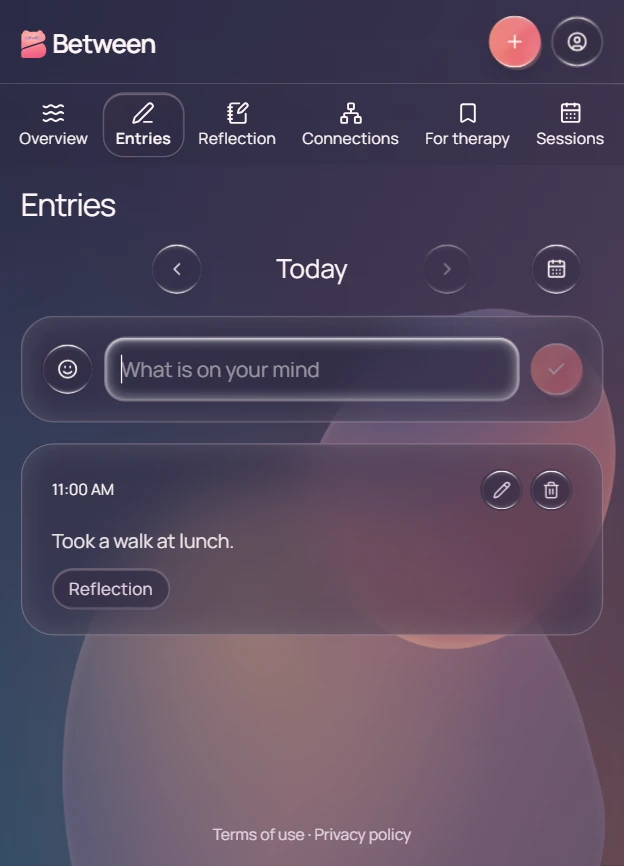 Between
Overview
Entries
Reflection
Connections
For therapy
Sessions
Entries
Today
What is on your mind
11:00 AM
Took a walk at lunch.
Reflection
Terms of use · Privacy policy